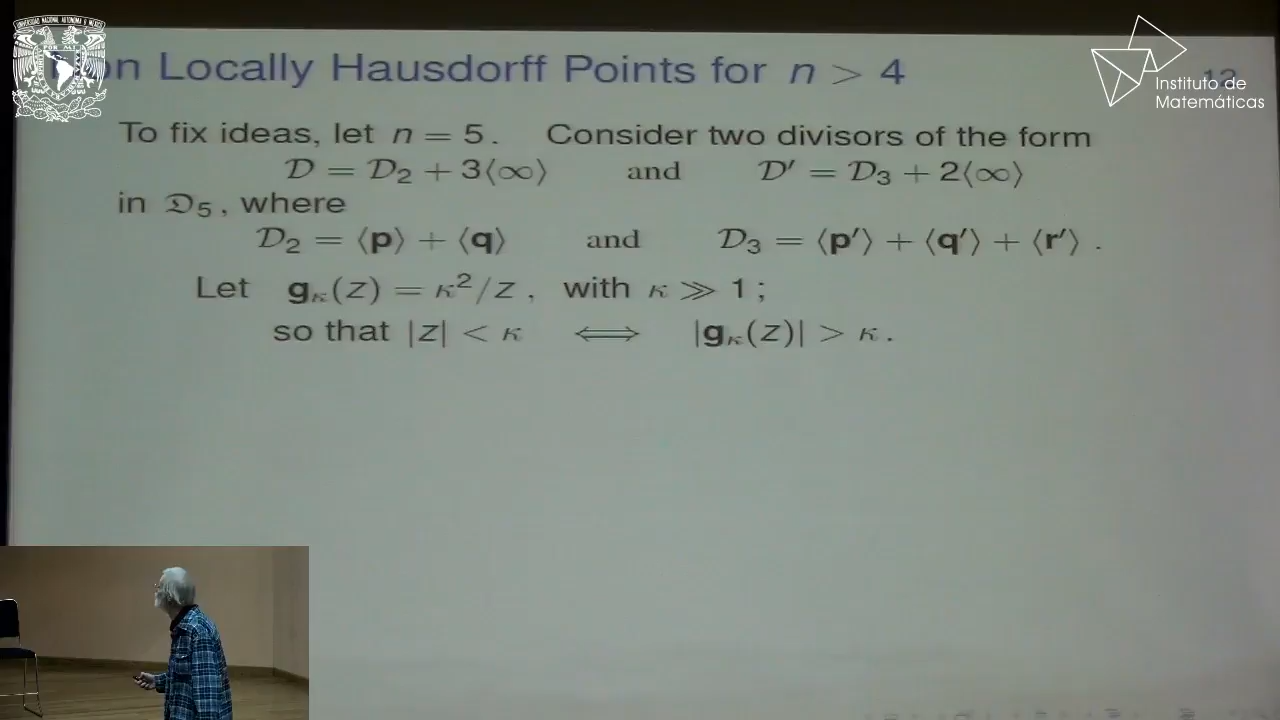 on Locally Hausdorff Points for n > 4
12
Instituto de
Matemáticas
To fix ideas, let n = 5. Consider two divisors of the form
𝒟 = 𝒟₂ + 3⟨∞⟩ and 𝒟′ = 𝒟₃ + 2⟨∞⟩
in 𝔇₅, where
𝒟₂ = ⟨p⟩ + ⟨q⟩ and 𝒟₃ = ⟨p′⟩ + ⟨q′⟩ + ⟨r′⟩ .
Let g_κ(z) = κ²/z , with κ ≫ 1 ;
so that |z| < κ ⟺ |g_κ(z)| > κ .